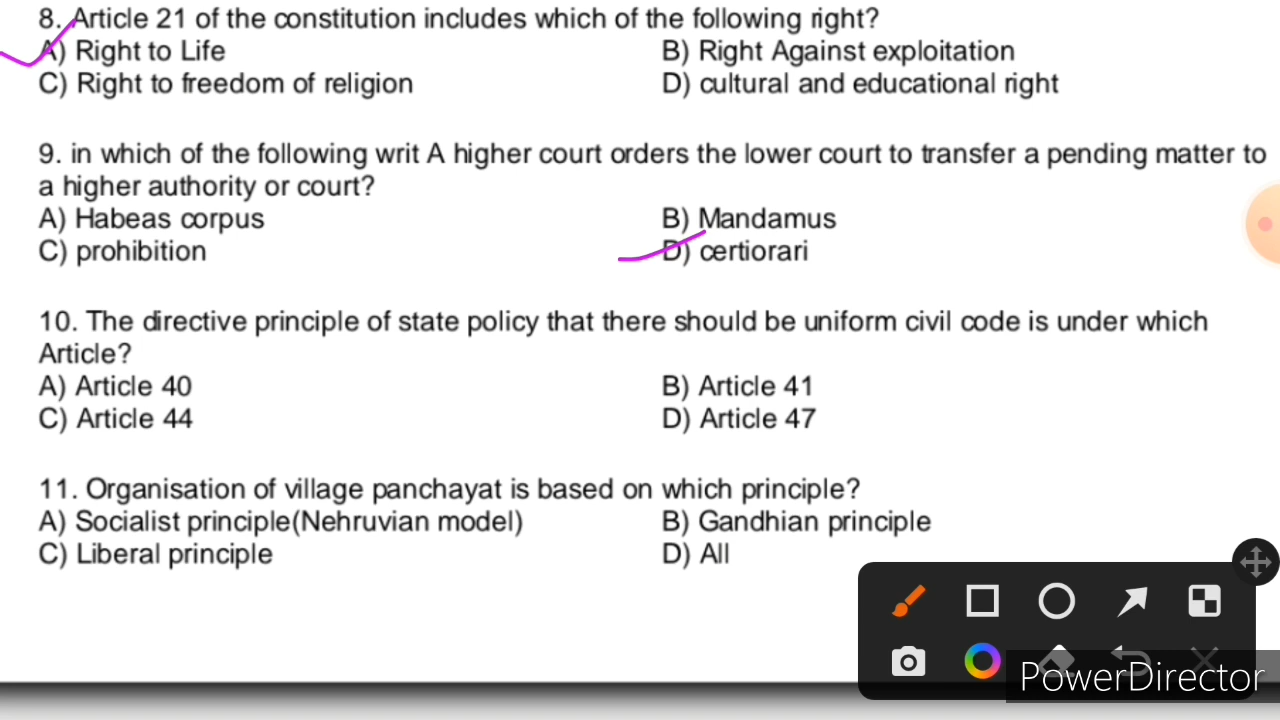 8. Article 21 of the constitution includes which of the following right?
A) Right to Life B) Right Against exploitation
C) Right to freedom of religion D) cultural and educational right
9. in which of the following writ A higher court orders the lower court to transfer a pending matter to
a higher authority or court?
A) Habeas corpus B) Mandamus
C) prohibition D) certiorari
10. The directive principle of state policy that there should be uniform civil code is under which
Article?
A) Article 40 B) Article 41
C) Article 44 D) Article 47
11. Organisation of village panchayat is based on which principle?
A) Socialist principle(Nehruvian model) B) Gandhian principle
C) Liberal principle D) All
PowerDirector